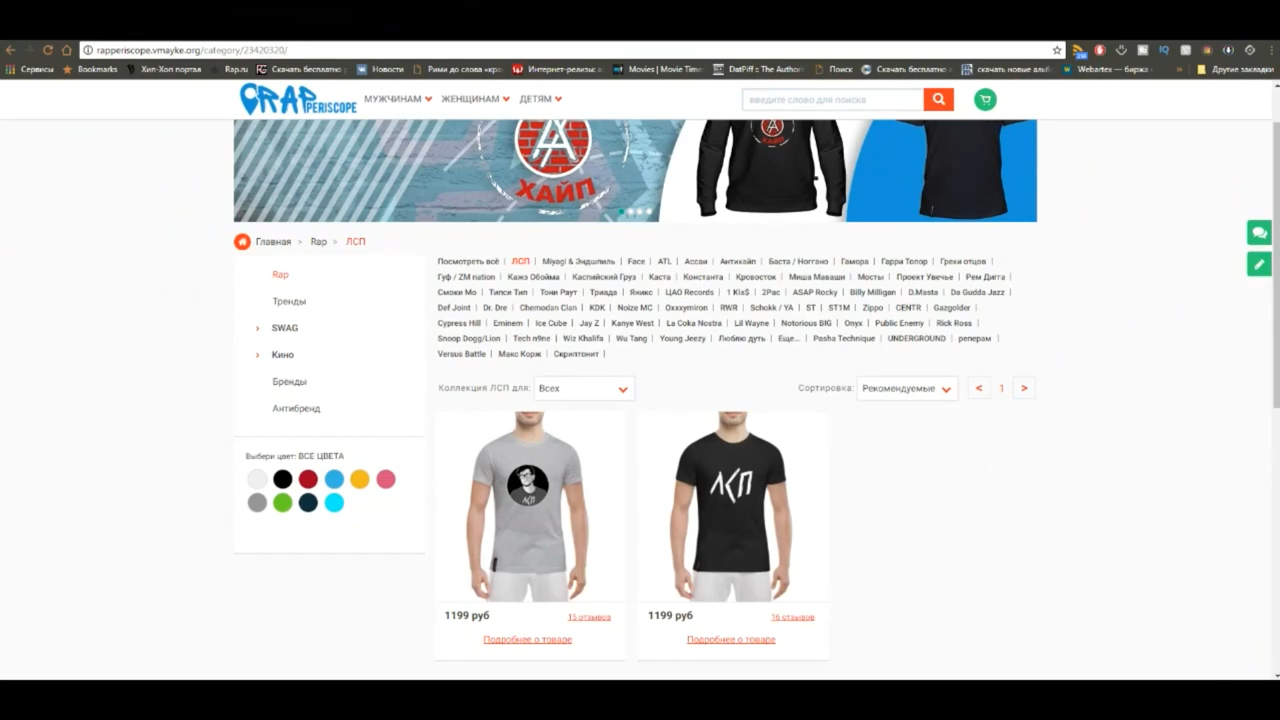 rapperiscope.vmayke.org/category/23420320/
Сервисы Bookmarks Хип-Хоп портал Rap.ru Скачать бесплатно Новости Рими до слова «кра Интернет-релизы: а Movies | Movie Time DatPiff :: The Author Поиск Скачать бесплатно скачать новые альб Webartex — биржа Другие закладки
RAP PERISCOPE МУЖЧИНАМ ЖЕНЩИНАМ ДЕТЯМ введите слово для поиска
ХАЙП
Главная > Rap > ЛСП
Посмотреть всё | ЛСП | Miyagi & Эндшпиль | Face | ATL | Ассаи | Антихайп | Баста / Ноггано | Гамора | Гарри Топор | Грехи отцов |
Гуф / ZM nation | Кажэ Обойма | Каспийский Груз | Каста | Константа | Кровосток | Миша Маваши | Мосты | Проект Увечье | Рем Дигга |
Смоки Мо | Типси Тип | Тони Раут | Триада | Яникс | ЦАО Records | 1 Kla$ | 2Pac | ASAP Rocky | Billy Milligan | D.Masta | Da Gudda Jazz |
Def Joint | Dr. Dre | Chemodan Clan | KDK | Noize MC | Oxxxymiron | RWR | Schokk / YA | ST | ST1M | Zippo | CENTR | Gazgolder |
Cypress Hill | Eminem | Ice Cube | Jay Z | Kanye West | La Coka Nostra | Lil Wayne | Notorious BIG | Onyx | Public Enemy | Rick Ross |
Snoop Dogg/Lion | Tech n9ne | Wiz Khalifa | Wu Tang | Young Jeezy | Люблю дуть | Еще... | Pasha Technique | UNDERGROUND | реперам |
Versus Battle | Макс Корж | Скриптонит |
Rap
Тренды
SWAG
Кино
Бренды
Антибренд
Выбери цвет: ВСЕ ЦВЕТА
Коллекция ЛСП для: Всех Сортировка: Рекомендуемые < 1 >
ЛСП
ЛСП
1199 руб 15 отзывов
Подробнее о товаре
1199 руб 16 отзывов
Подробнее о товаре